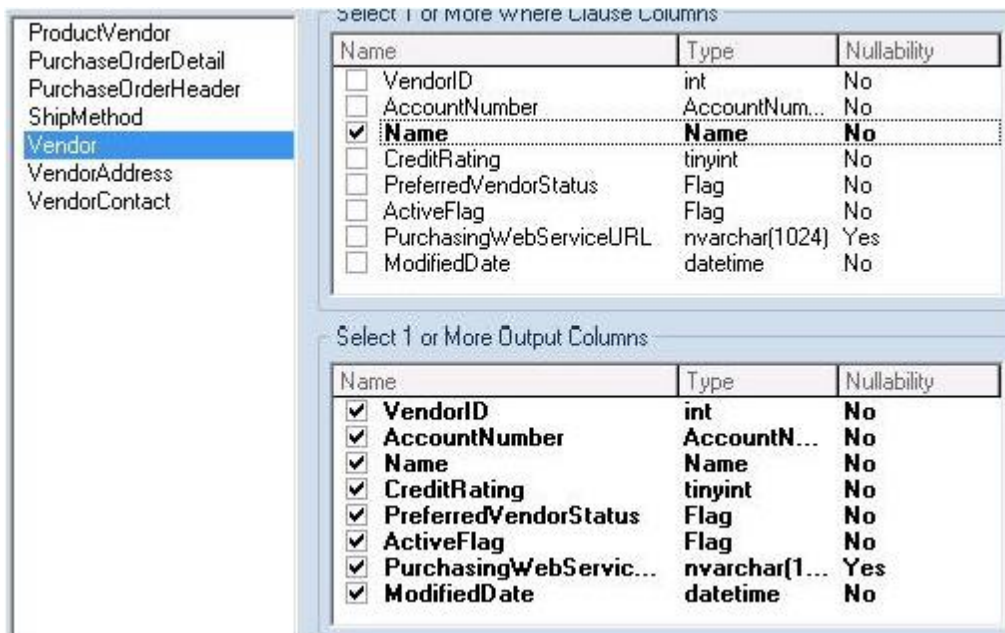 ProductVendor
PurchaseOrderDetail
PurchaseOrderHeader
ShipMethod
Vendor
VendorAddress
VendorContact
Select 1 or More Where Clause Columns
Name Type Nullability
VendorID int No
AccountNumber AccountNum... No
Name Name No
CreditRating tinyint No
PreferredVendorStatus Flag No
ActiveFlag Flag No
PurchasingWebServiceURL nvarchar(1024) Yes
ModifiedDate datetime No
Select 1 or More Output Columns
Name Type Nullability
VendorID int No
AccountNumber AccountN... No
Name Name No
CreditRating tinyint No
PreferredVendorStatus Flag No
ActiveFlag Flag No
PurchasingWebServic... nvarchar(1... Yes
ModifiedDate datetime No